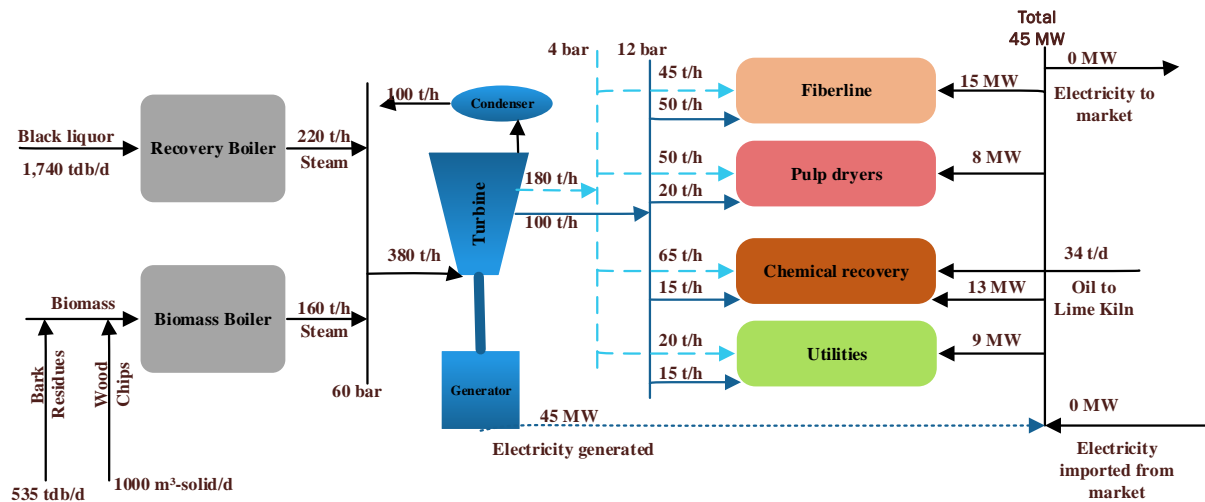 Total
45 MW
4 bar
12 bar
0 MW
Electricity to
market
45 t/h
Fiberline
15 MW
50 t/h
100 t/h
Condenser
Black liquor
1,740 tdb/d
Recovery Boiler
220 t/h
Steam
50 t/h
Pulp dryers
8 MW
20 t/h
180 t/h
100 t/h
Turbine
380 t/h
65 t/h
Chemical recovery
34 t/d
Oil to
Lime Kiln
15 t/h
13 MW
Biomass
Biomass Boiler
160 t/h
Steam
20 t/h
Utilities
9 MW
15 t/h
Bark
Residues
Wood
Chips
60 bar
Generator
45 MW
Electricity generated
0 MW
Electricity
imported from
market
535 tdb/d
1000 m³-solid/d